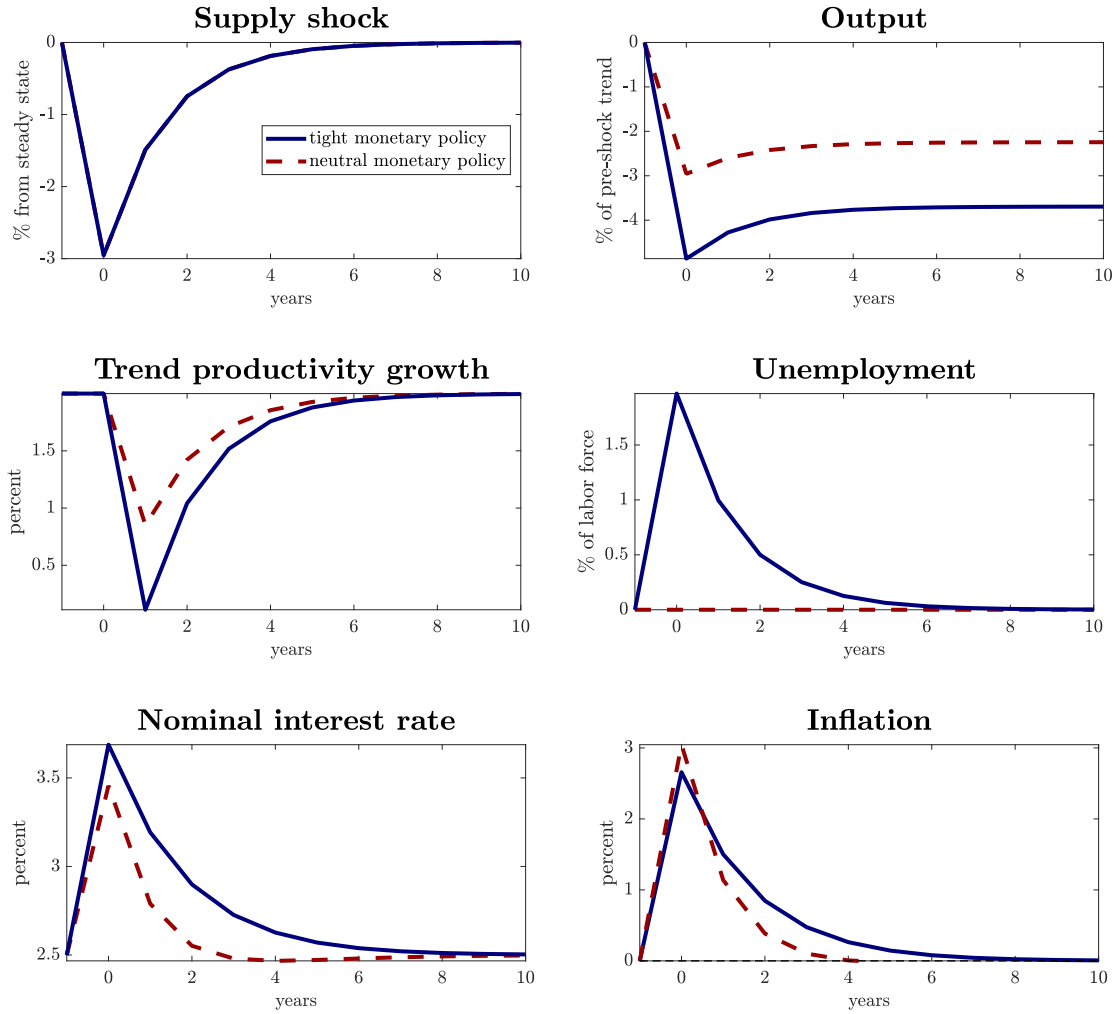 Supply shock
% from steady state
0
-1
-2
-3
tight monetary policy
neutral monetary policy
0 2 4 6 8 10
years
Output
% of pre-shock trend
0
-1
-2
-3
-4
0 2 4 6 8 10
years
Trend productivity growth
percent
1.5
1
0.5
0 2 4 6 8 10
years
Unemployment
% of labor force
1.5
1
0.5
0
0 2 4 6 8 10
years
Nominal interest rate
percent
3.5
3
2.5
0 2 4 6 8 10
years
Inflation
percent
3
2
1
0
0 2 4 6 8 10
years